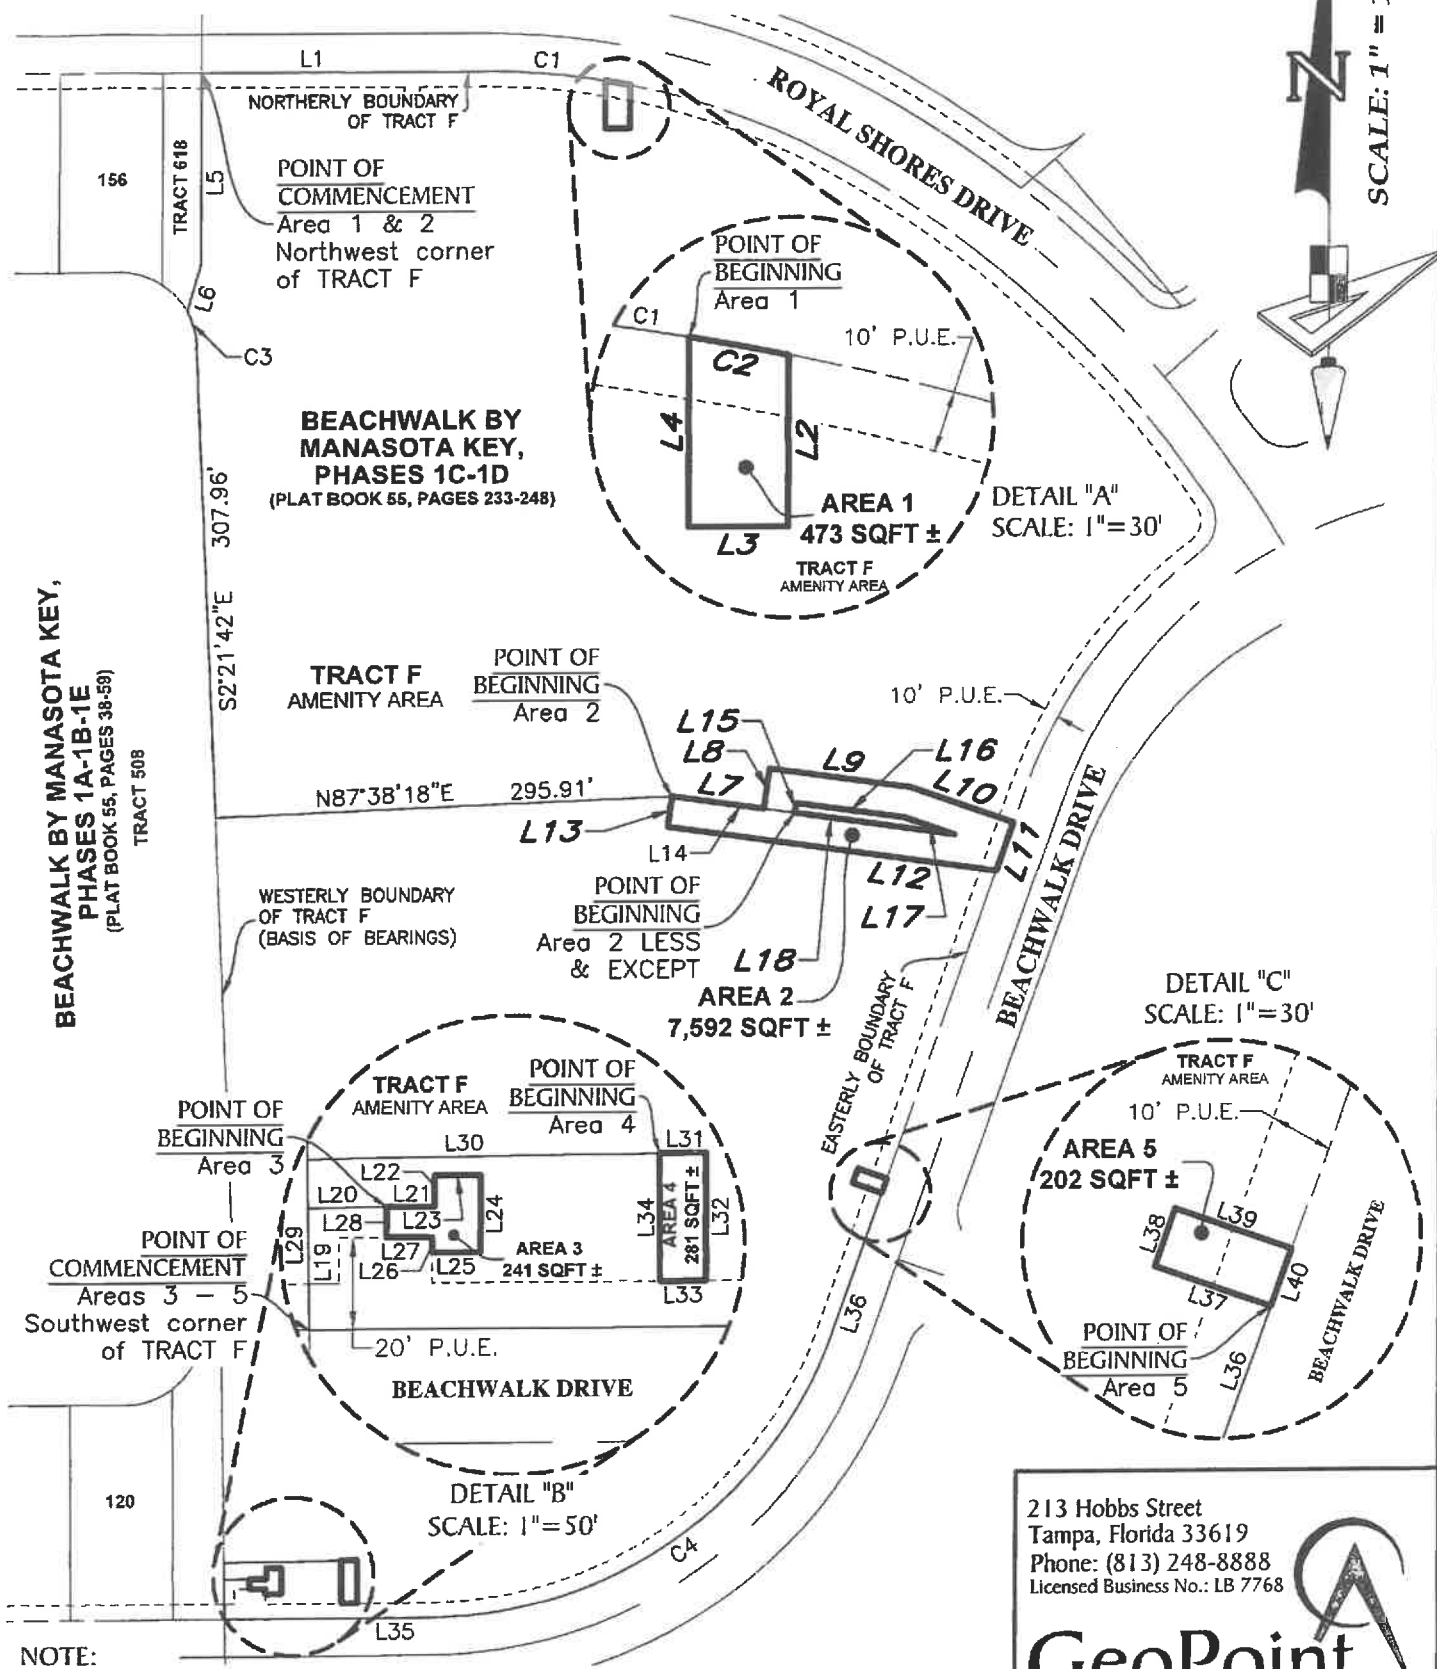 L1
C1
NORTHERLY BOUNDARY
OF TRACT F
ROYAL SHORES DRIVE
N
SCALE: 1" =
156
TRACT 618
L5
POINT OF
COMMENCEMENT
Area 1 & 2
Northwest corner
of TRACT F
L6
C3
POINT OF
BEGINNING
Area 1
C1
10' P.U.E.
C2
L4
L2
AREA 1
473 SQFT ±
L3
TRACT F
AMENITY AREA
DETAIL "A"
SCALE: 1"=30'
BEACHWALK BY
MANASOTA KEY,
PHASES 1C-1D
(PLAT BOOK 55, PAGES 233-248)
S2°21'42"E 307.96'
BEACHWALK BY MANASOTA KEY,
PHASES 1A-1B-1E
(PLAT BOOK 55, PAGES 38-59)
TRACT 508
TRACT F
AMENITY AREA
POINT OF
BEGINNING
Area 2
10' P.U.E.
L15
L8
L7
L9
L16
L10
N87°38'18"E 295.91'
L13
L14
L11
L12
L17
POINT OF
BEGINNING
Area 2 LESS
& EXCEPT
L18
AREA 2
7,592 SQFT ±
WESTERLY BOUNDARY
OF TRACT F
(BASIS OF BEARINGS)
BEACHWALK DRIVE
EASTERLY BOUNDARY
OF TRACT F
DETAIL "C"
SCALE: 1"=30'
TRACT F
AMENITY AREA
10' P.U.E.
AREA 5
202 SQFT ±
L38
L39
L37
L40
POINT OF
BEGINNING
Area 5
L36
BEACHWALK DRIVE
TRACT F
AMENITY AREA
POINT OF
BEGINNING
Area 4
POINT OF
BEGINNING
Area 3
L30
L31
L22
L20
L21
L28
L23
L24
L34
AREA 4
281 SQFT ±
L32
L29
L19
L27
L26
L25
AREA 3
241 SQFT ±
L33
POINT OF
COMMENCEMENT
Areas 3 - 5
Southwest corner
of TRACT F
20' P.U.E.
BEACHWALK DRIVE
L36
120
DETAIL "B"
SCALE: 1"=50'
C4
L35
NOTE:
213 Hobbs Street
Tampa, Florida 33619
Phone: (813) 248-8888
Licensed Business No.: LB 7768
GeoPoint